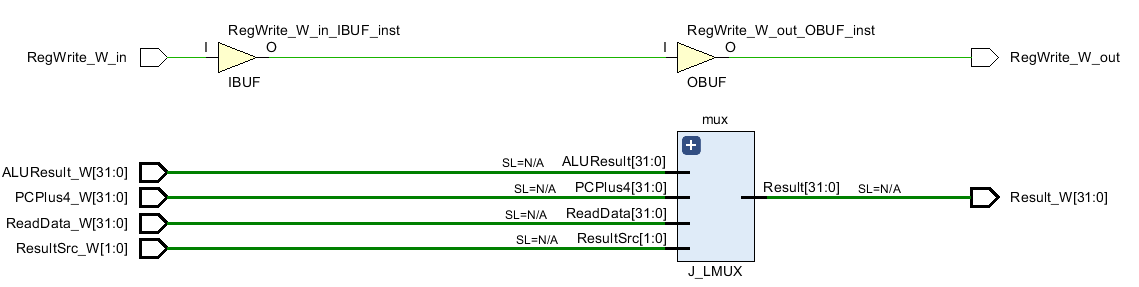 RegWrite_W_in_IBUF_inst
RegWrite_W_out_OBUF_inst
RegWrite_W_in
I
O
I
O
RegWrite_W_out
IBUF
OBUF
mux
ALUResult_W[31:0]
SL=N/A
ALUResult[31:0]
PCPlus4_W[31:0]
SL=N/A
PCPlus4[31:0]
Result[31:0]
SL=N/A
Result_W[31:0]
ReadData_W[31:0]
SL=N/A
ReadData[31:0]
ResultSrc_W[1:0]
SL=N/A
ResultSrc[1:0]
J_LMUX